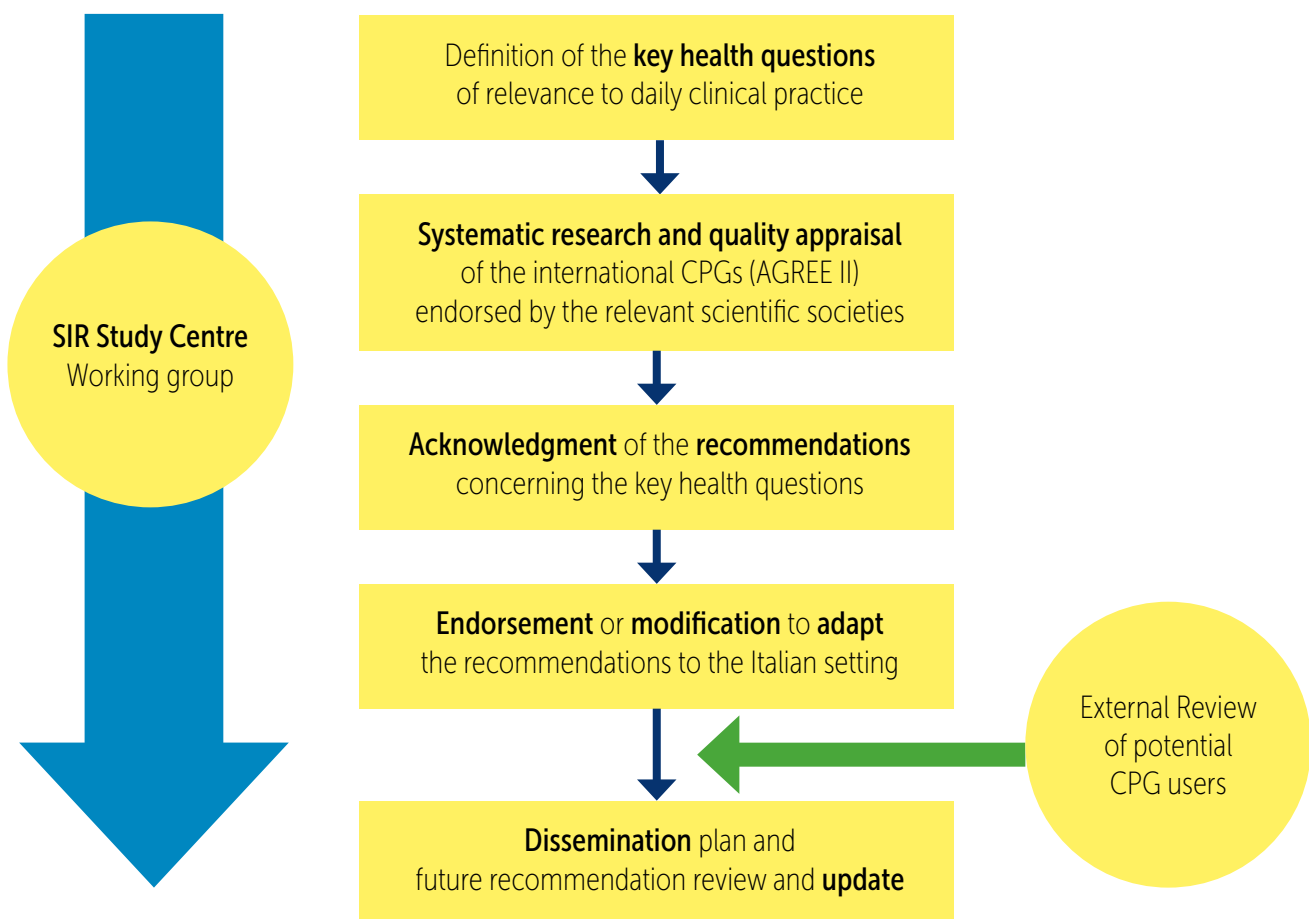 Definition of the key health questions
of relevance to daily clinical practice
Systematic research and quality appraisal
of the international CPGs (AGREE II)
endorsed by the relevant scientific societies
SIR Study Centre
Working group
Acknowledgment of the recommendations
concerning the key health questions
Endorsement or modification to adapt
the recommendations to the Italian setting
External Review
of potential
CPG users
Dissemination plan and
future recommendation review and update